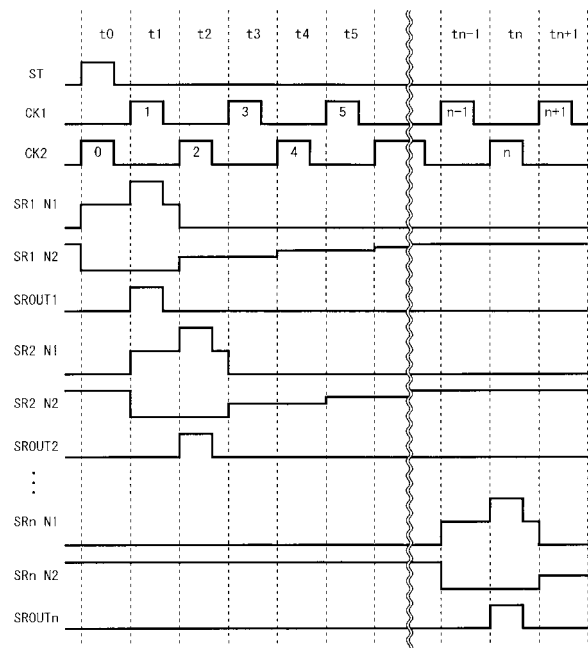 t0 t1 t2 t3 t4 t5 tn-1 tn tn+1
ST
CK1 1 3 5 n-1 n+1
CK2 0 2 4 n
SR1 N1
SR1 N2
SROUT1
SR2 N1
SR2 N2
SROUT2
⋮
SRn N1
SRn N2
SROUTn